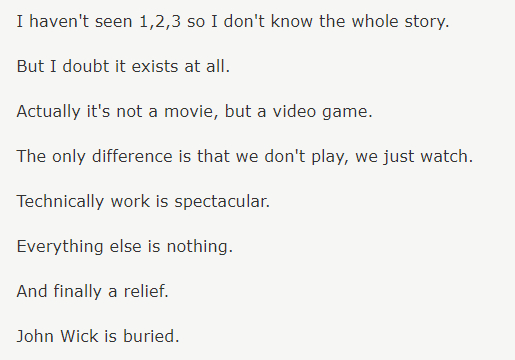 I haven't seen 1,2,3 so I don't know the whole story.
But I doubt it exists at all.
Actually it's not a movie, but a video game.
The only difference is that we don't play, we just watch.
Technically work is spectacular.
Everything else is nothing.
And finally a relief.
John Wick is buried.